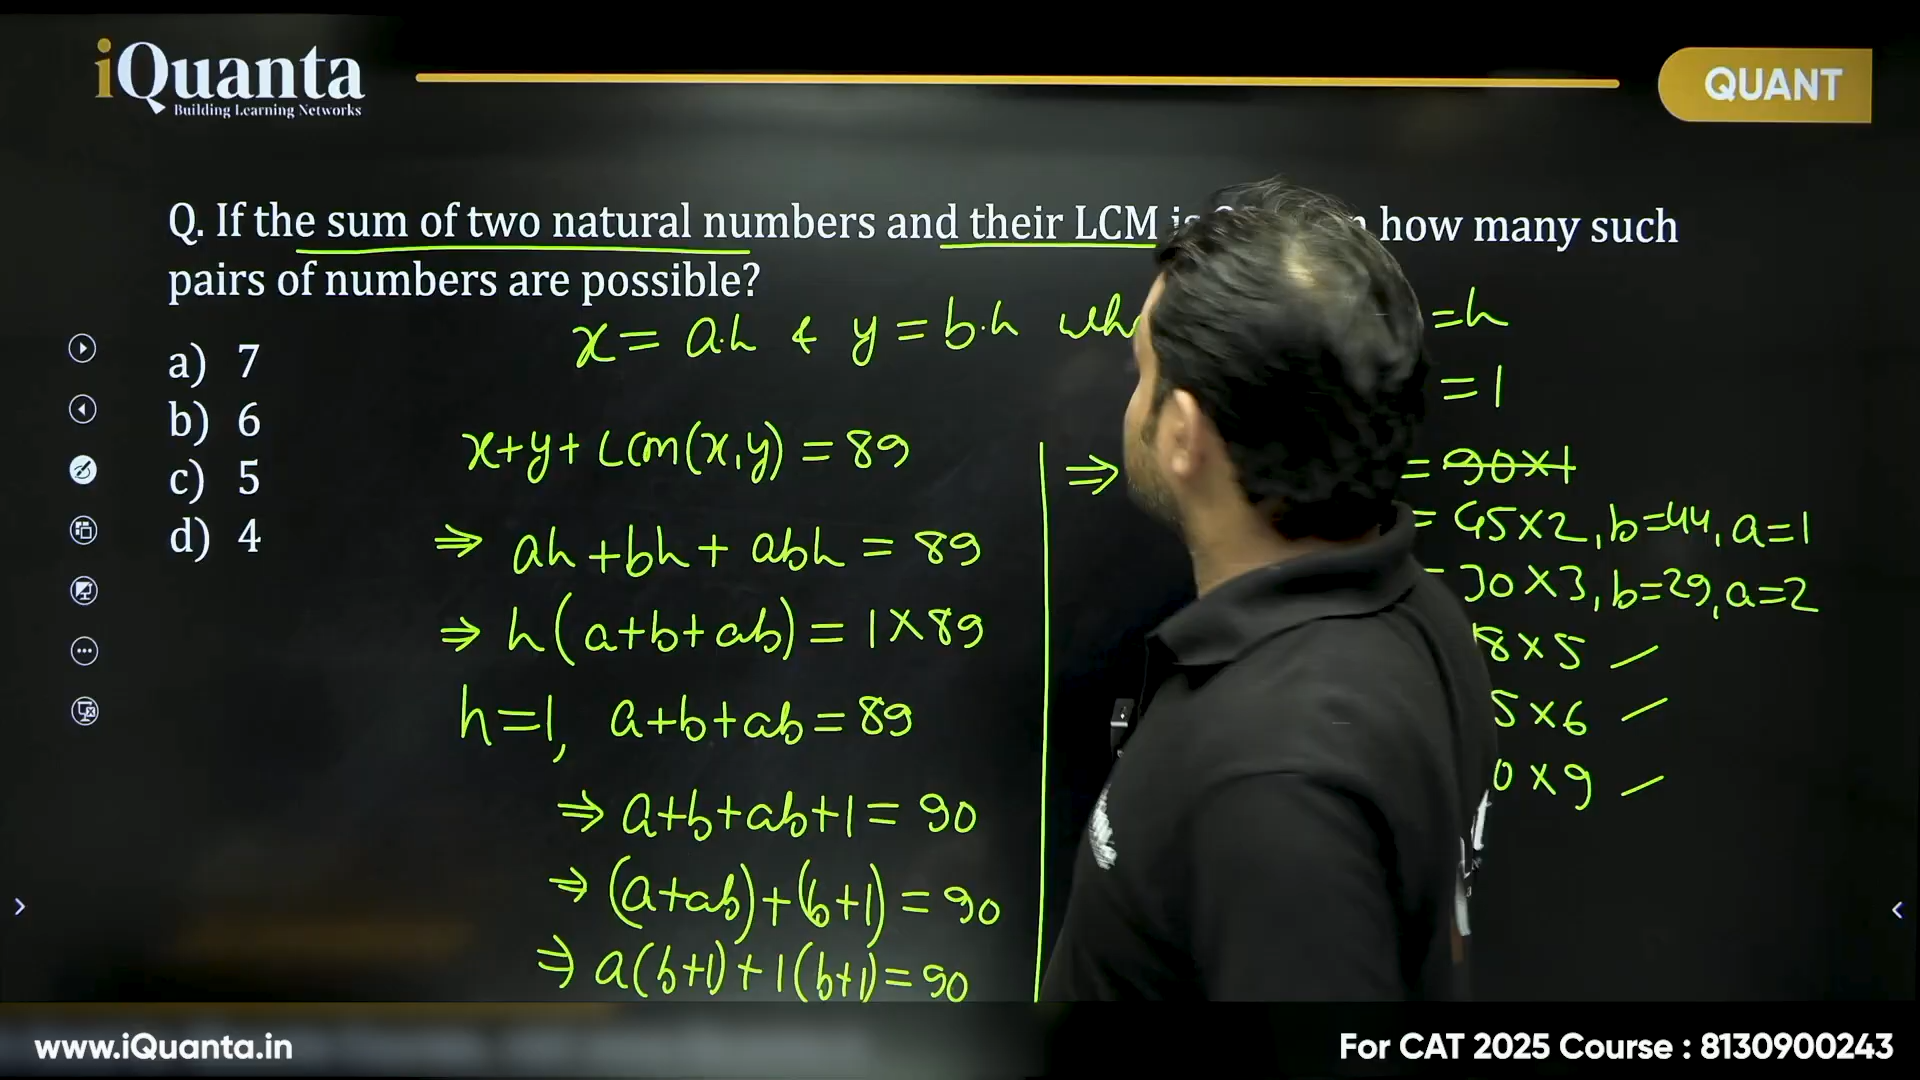 iQuanta
Building Learning Networks
QUANT
Q. If the sum of two natural numbers and their LCM how many such
pairs of numbers are possible?
a) 7
b) 6
c) 5
d) 4
x = a.h & y = b.h =h
= 1
x+y+ LCM(x,y) = 89
⇒ ah +bh + abh = 89
⇒ h(a+b+ab) = 1×89
h=1, a+b+ab=89
⇒ a+b+ab+1 = 90
⇒ (a+ab)+(b+1) = 90
⇒ a(b+1)+1(b+1)=90
⇒ = 90×1
= 45×2, b=44, a=1
= 30×3, b=29, a=2
8×5
5×6
0×9
www.iQuanta.in
For CAT 2025 Course : 8130900243